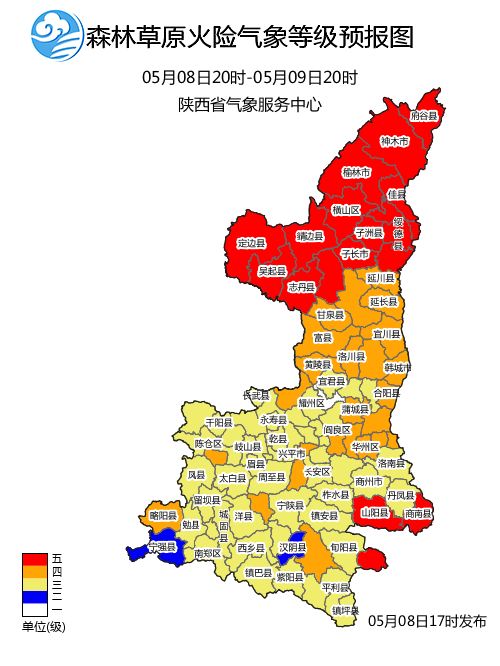 森林草原火险气象等级预报图
05月08日20时-05月09日20时
陕西省气象服务中心
府谷县
神木市
榆林市
佳县
横山区
绥德县
子洲县
靖边县
定边县
子长市
吴起县
延川县
志丹县
延长县
甘泉县
宜川县
富县
洛川县
黄陵县
韩城市
宜君县
合阳县
长武县
耀州区
蒲城县
千阳县
永寿县
阎良区
乾县
陈仓区
岐山县
华州区
兴平市
眉县
洛南县
长安区
凤县
太白县
周至县
商州市
柞水县
丹凤县
留坝县
宁陕县
略阳县
城固县
洋县
镇安县
山阳县
商南县
勉县
宁强县
西乡县
汉阴县
旬阳县
南郑区
镇巴县
紫阳县
平利县
镇坪县
五
四
三
二
一
单位(级)
05月08日17时发布